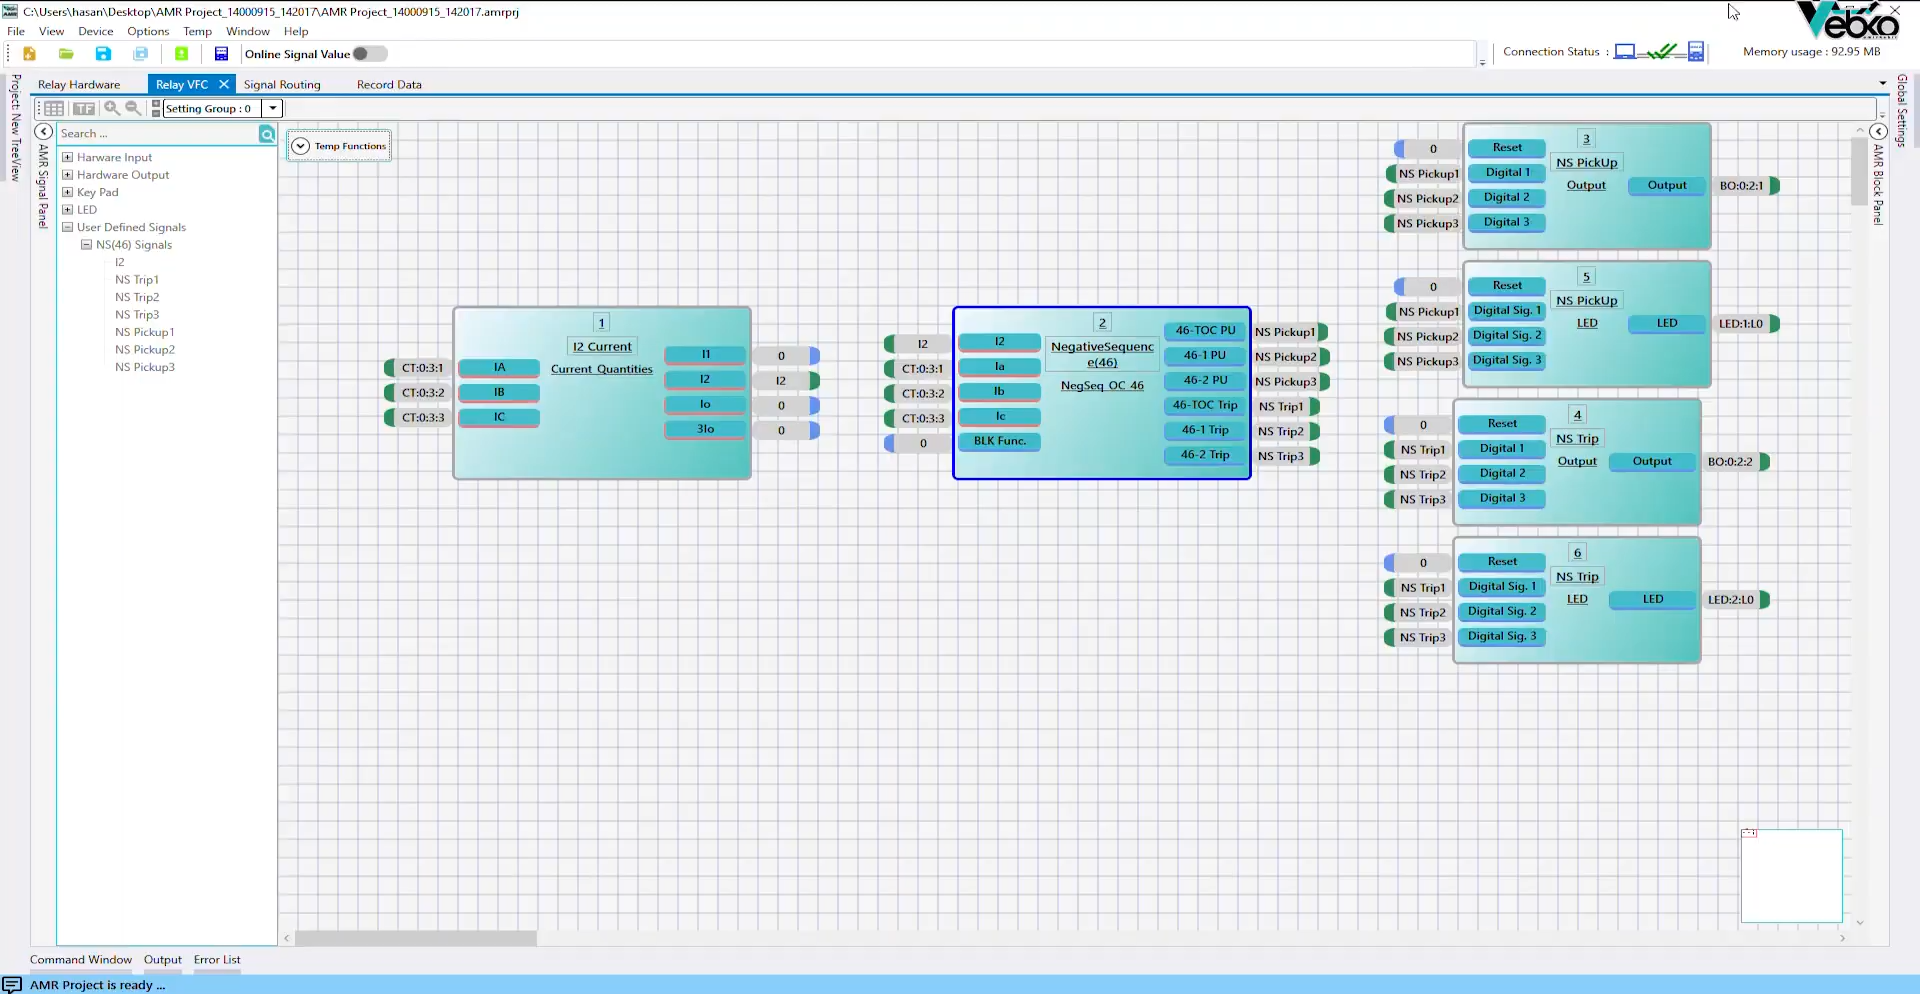 C:\Users\hasan\Desktop\AMR Project_14000915_142017\AMR Project_14000915_142017.amrprj
Vebko
File View Device Options Temp Window Help
Online Signal Value
Connection Status :
Memory usage : 92.95 MB
Relay Hardware
Relay VFC
Signal Routing
Record Data
Project: New TreeView
Global Settings
TF
Setting Group : 0
AMR Signal Panel
AMR Block Panel
Search ...
Harware Input
Hardware Output
Key Pad
LED
User Defined Signals
NS(46) Signals
I2
NS Trip1
NS Trip2
NS Trip3
NS Pickup1
NS Pickup2
NS Pickup3
Temp Functions
1
I2 Current
Current Quantities
CT:0:3:1 IA
CT:0:3:2 IB
CT:0:3:3 IC
I1 0
I2 I2
Io 0
3Io 0
2
NegativeSequenc
e(46)
NegSeq OC 46
I2 I2
CT:0:3:1 Ia
CT:0:3:2 Ib
CT:0:3:3 Ic
0 BLK Func.
46-TOC PU NS Pickup1
46-1 PU NS Pickup2
46-2 PU NS Pickup3
46-TOC Trip NS Trip1
46-1 Trip NS Trip2
46-2 Trip NS Trip3
3
NS PickUp
Output
0 Reset
NS Pickup1 Digital 1
NS Pickup2 Digital 2
NS Pickup3 Digital 3
Output BO:0:2:1
5
NS PickUp
LED
0 Reset
NS Pickup1 Digital Sig. 1
NS Pickup2 Digital Sig. 2
NS Pickup3 Digital Sig. 3
LED LED:1:L0
4
NS Trip
Output
0 Reset
NS Trip1 Digital 1
NS Trip2 Digital 2
NS Trip3 Digital 3
Output BO:0:2:2
6
NS Trip
LED
0 Reset
NS Trip1 Digital Sig. 1
NS Trip2 Digital Sig. 2
NS Trip3 Digital Sig. 3
LED LED:2:L0
Command Window Output Error List
AMR Project is ready ...